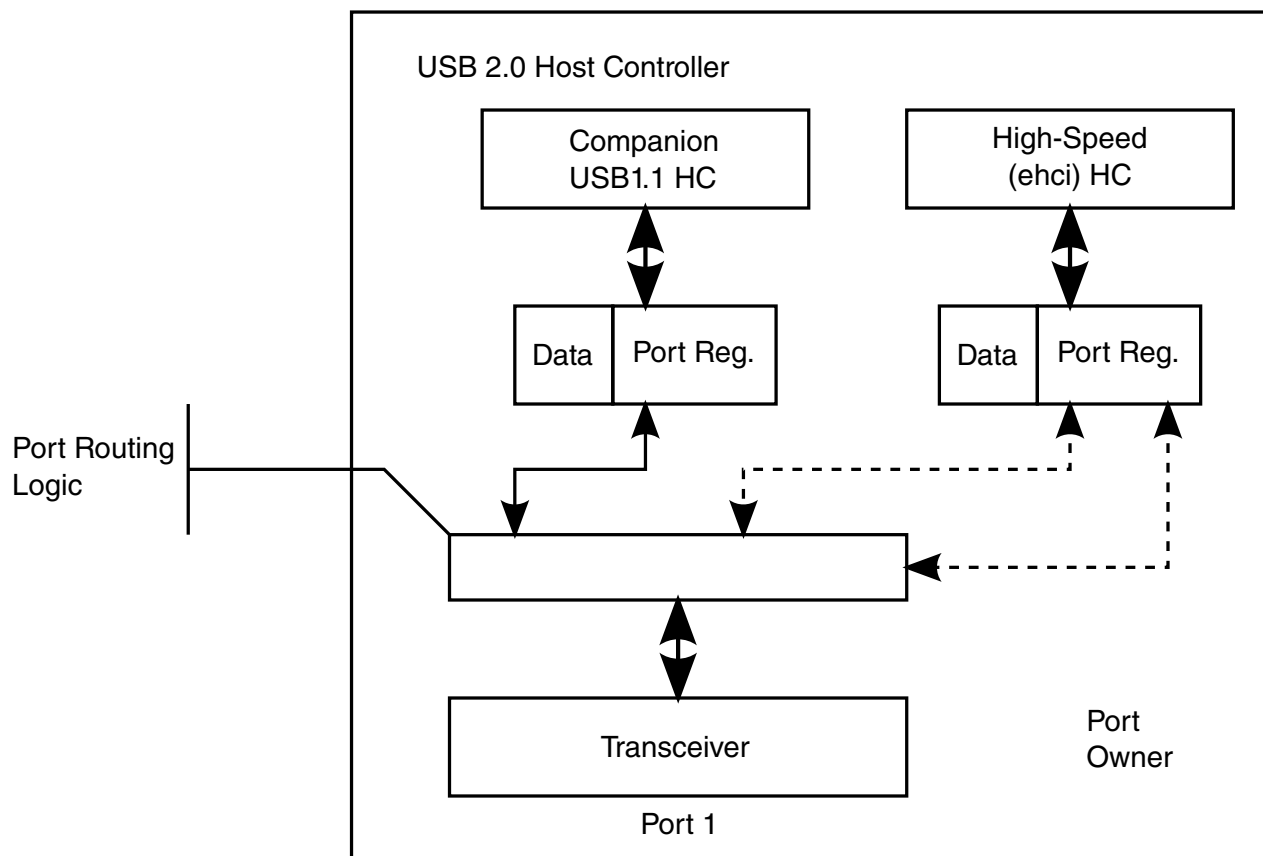 USB 2.0 Host Controller
Companion
USB1.1 HC
High-Speed
(ehci) HC
Data
Port Reg.
Data
Port Reg.
Port Routing
Logic
Transceiver
Port 1
Port
Owner